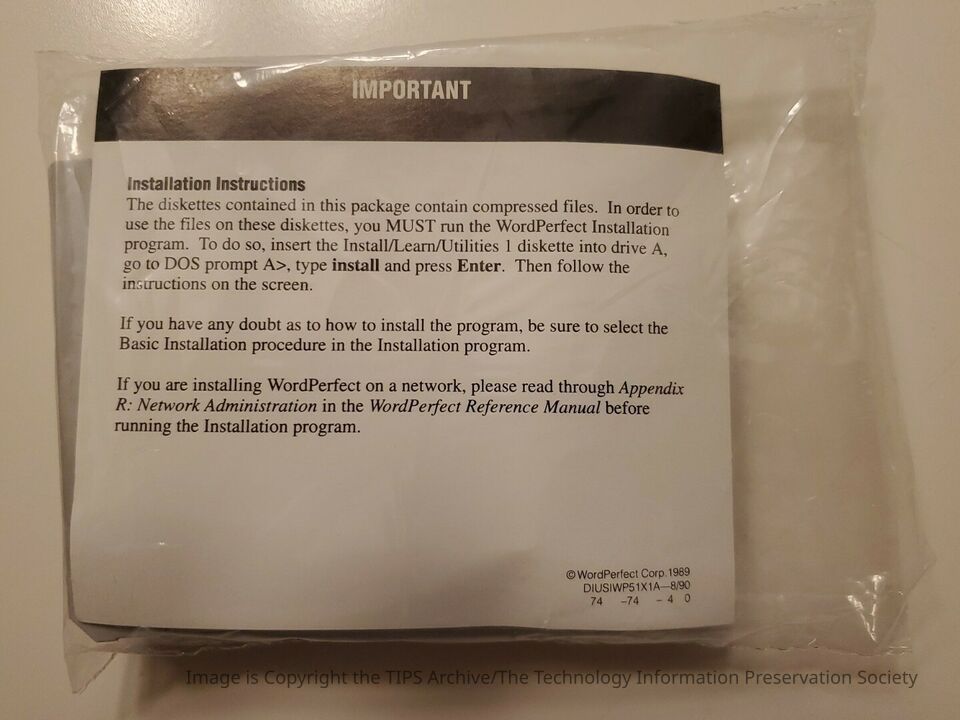 IMPORTANT
Installation Instructions
The diskettes contained in this package contain compressed files. In order to
use the files on these diskettes, you MUST run the WordPerfect Installation
program. To do so, insert the Install/Learn/Utilities 1 diskette into drive A,
go to DOS prompt A>, type install and press Enter. Then follow the
instructions on the screen.
If you have any doubt as to how to install the program, be sure to select the
Basic Installation procedure in the Installation program.
If you are installing WordPerfect on a network, please read through Appendix
R: Network Administration in the WordPerfect Reference Manual before
running the Installation program.
©WordPerfect Corp. 1989
DIUSIWP51X1A—8/90
74 -74 - 4 0
Image is Copyright the TIPS Archive/The Technology Information Preservation Society